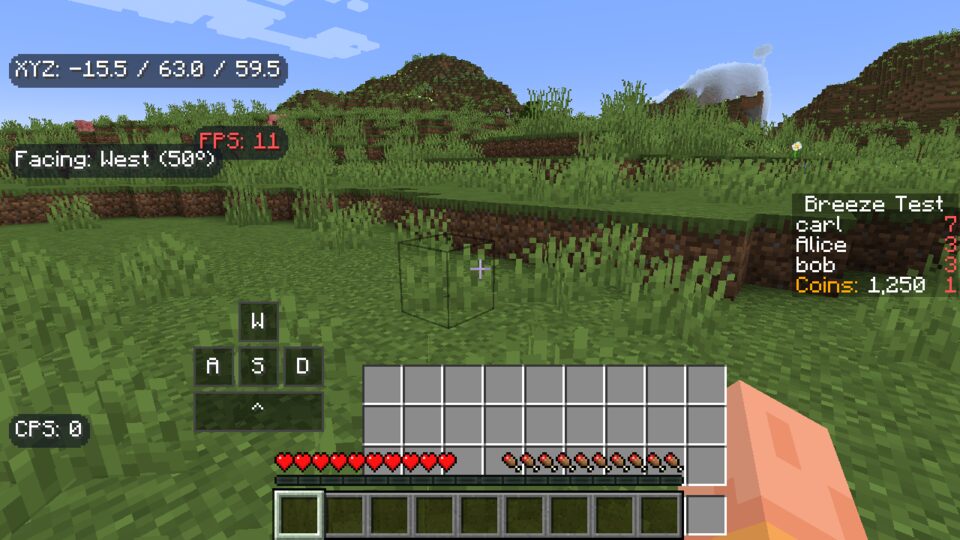 XYZ: -15.5 / 63.0 / 59.5
FPS: 11
Facing: West (50º)
Breeze Test
carl 7
Alice 3
bob 3
Coins: 1,250 1
W
A S D
^
CPS: 0